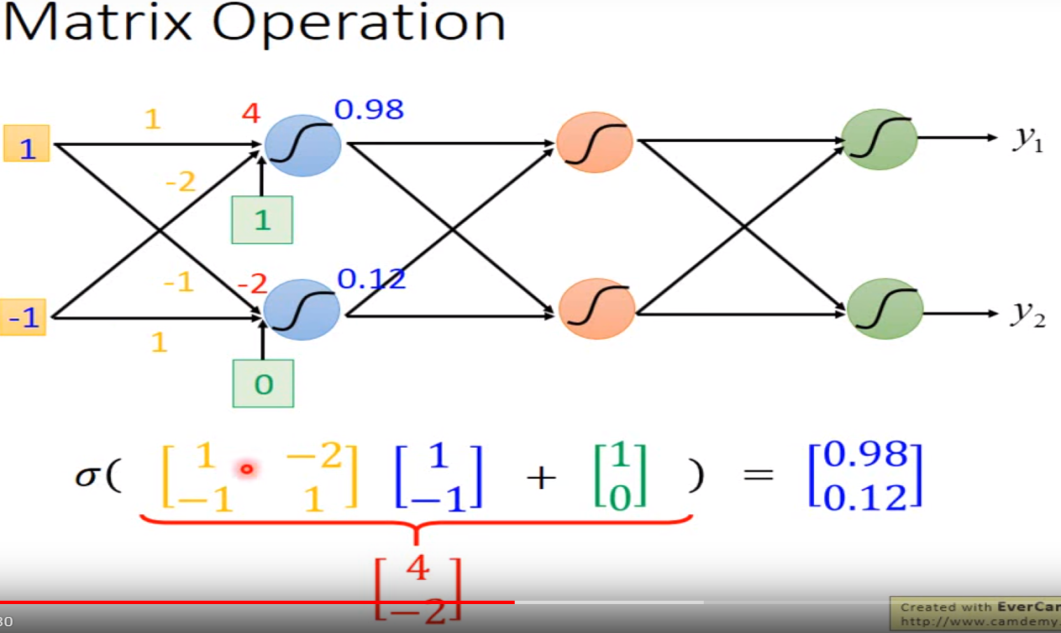 Matrix Operation
1 4 0.98
1 y₁
-2
1
-1 -2 0.12
-1 y₂
1
0
σ( [1 -2; -1 1] [1; -1] + [1; 0] ) = [0.98; 0.12]
[4; -2]
Created with EverCam
http://www.camdemy